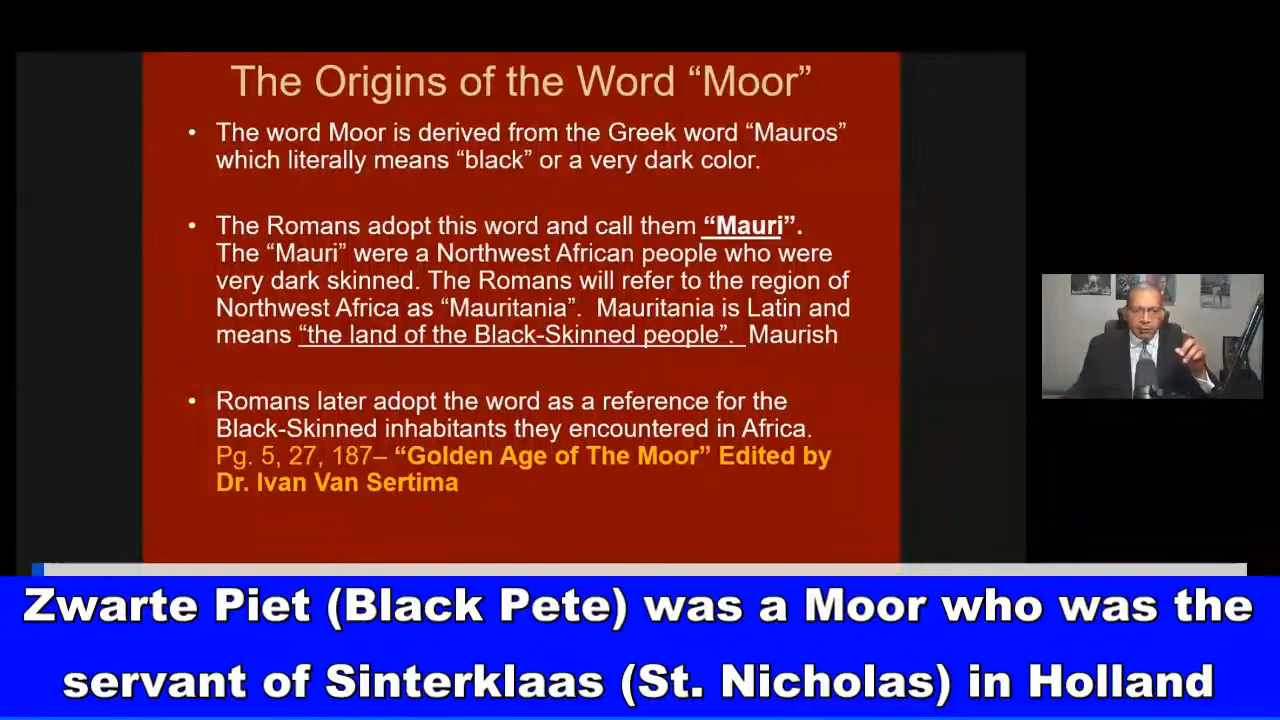 The Origins of the Word “Moor”
• The word Moor is derived from the Greek word “Mauros”
which literally means “black” or a very dark color.
• The Romans adopt this word and call them “Mauri”.
The “Mauri” were a Northwest African people who were
very dark skinned. The Romans will refer to the region of
Northwest Africa as “Mauritania”. Mauritania is Latin and
means “the land of the Black-Skinned people”. Maurish
• Romans later adopt the word as a reference for the
Black-Skinned inhabitants they encountered in Africa.
Pg. 5, 27, 187– “Golden Age of The Moor” Edited by
Dr. Ivan Van Sertima
Zwarte Piet (Black Pete) was a Moor who was the
servant of Sinterklaas (St. Nicholas) in Holland